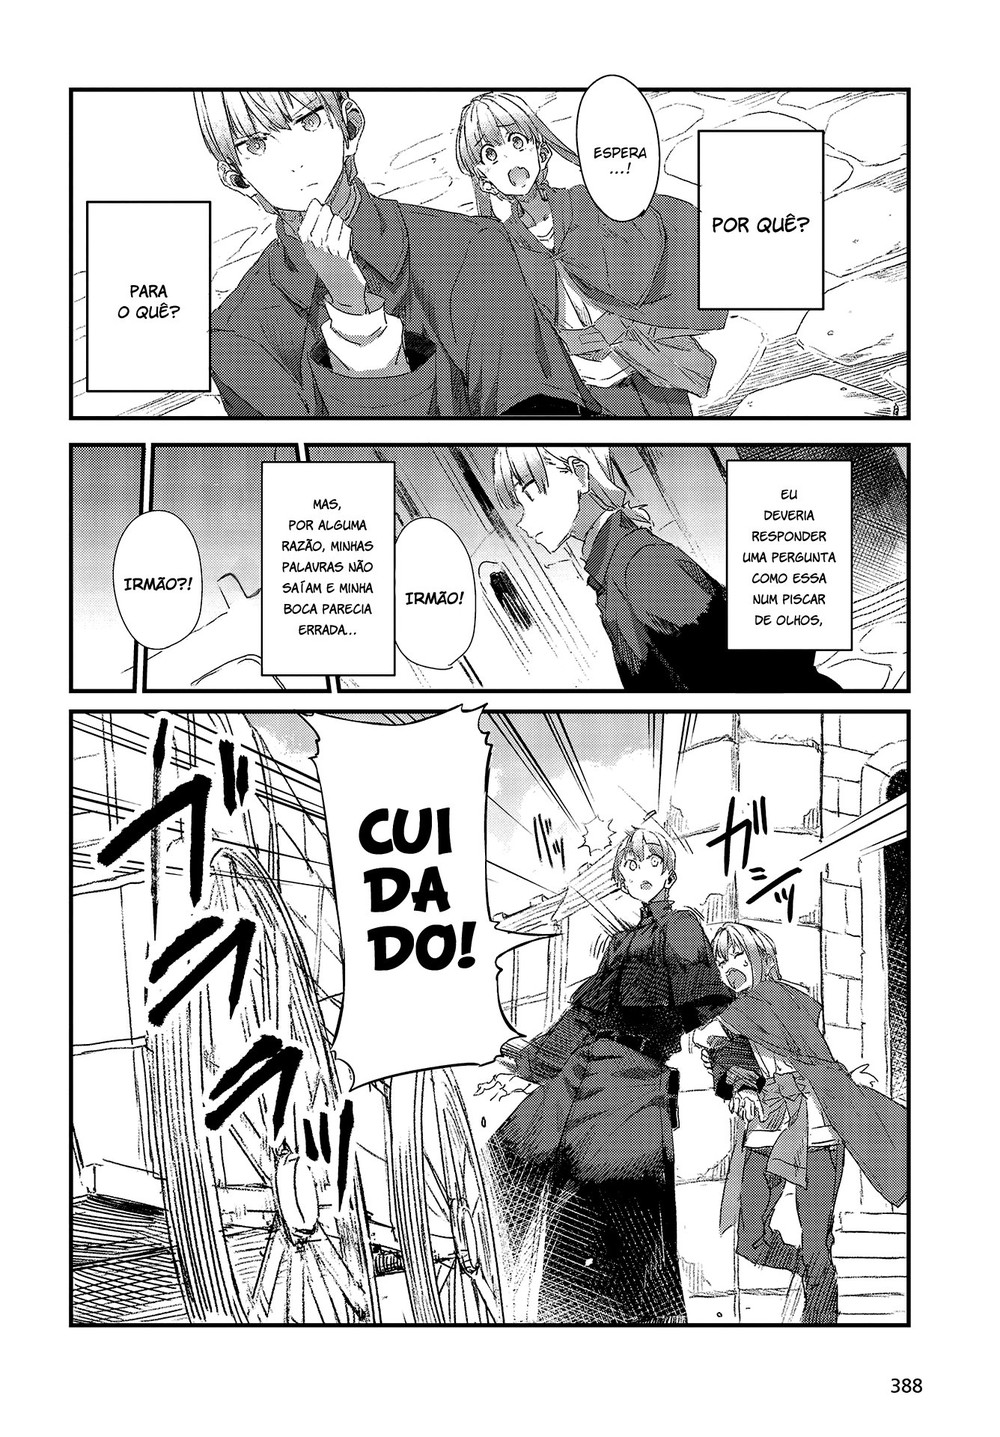 POR QUÊ?
ESPERA
...!
PARA
O QUÊ?
EU
DEVERIA
RESPONDER
UMA PERGUNTA
COMO ESSA
NUM PISCAR
DE OLHOS,
IRMÃO!
MAS,
POR ALGUMA
RAZÃO, MINHAS
PALAVRAS NÃO
SAÍAM E MINHA
BOCA PARECIA
ERRADA...
IRMÃO?!
CUI
DA
DO!
ガシッ
388